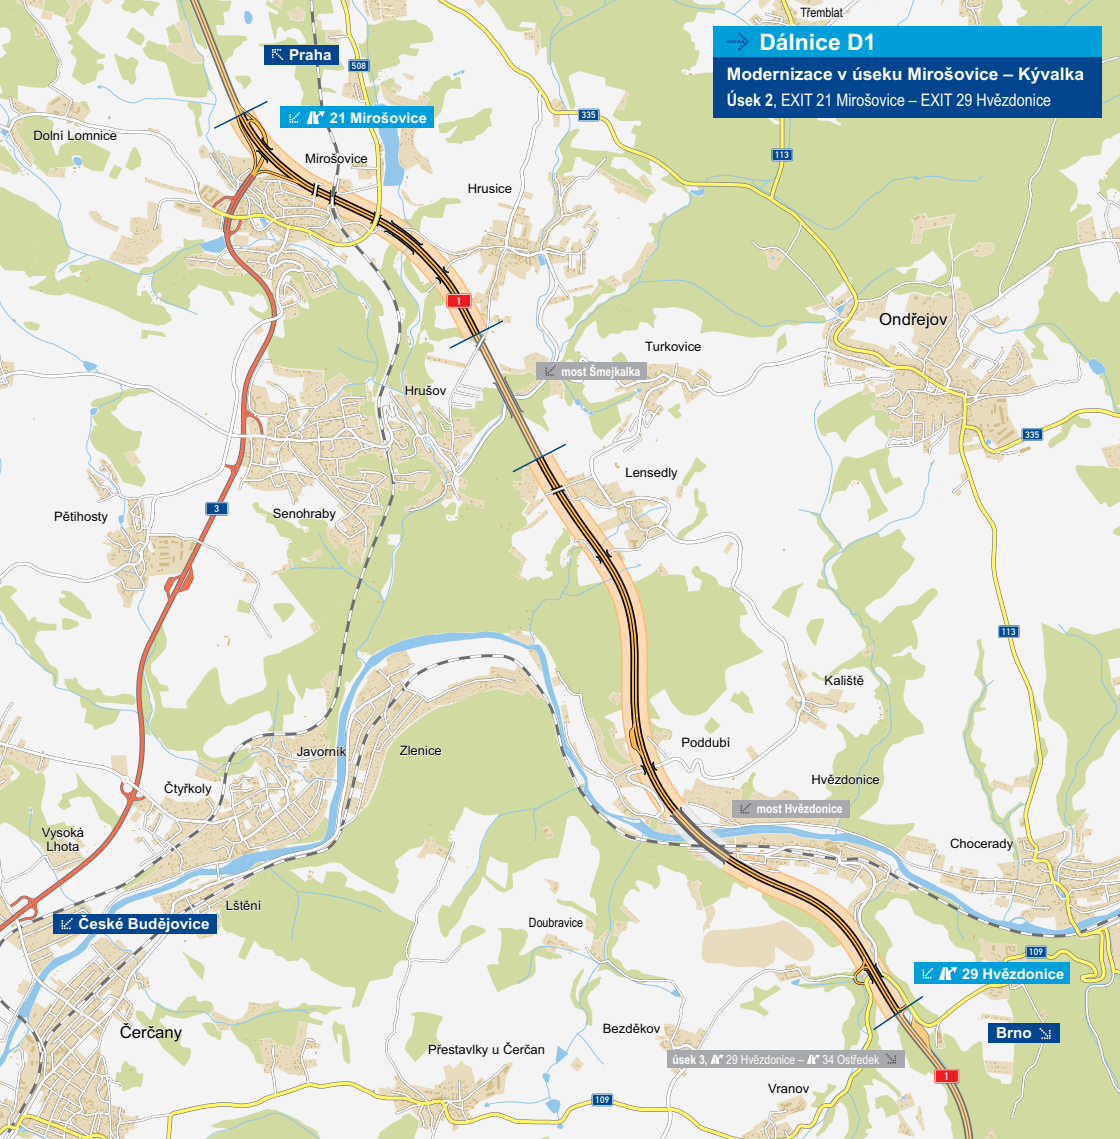 Třemblat
Dálnice D1
Modernizace v úseku Mirošovice – Kývalka
Úsek 2, EXIT 21 Mirošovice – EXIT 29 Hvězdonice
Praha
508
21 Mirošovice
335
Dolní Lomnice
Mirošovice
113
Hrusice
1
Ondřejov
Turkovice
most Šmejkalka
Hrušov
335
Lensedly
3
Senohraby
Pětihosty
113
Kaliště
Poddubí
Javorník
Zlenice
Hvězdonice
Čtyřkoly
most Hvězdonice
Vysoká
Lhota
Chocerady
Lštění
České Budějovice
Doubravice
109
29 Hvězdonice
Čerčany
Bezděkov
Brno
Přestavlky u Čerčan
úsek 3, 29 Hvězdonice – 34 Ostředek
1
Vranov
109